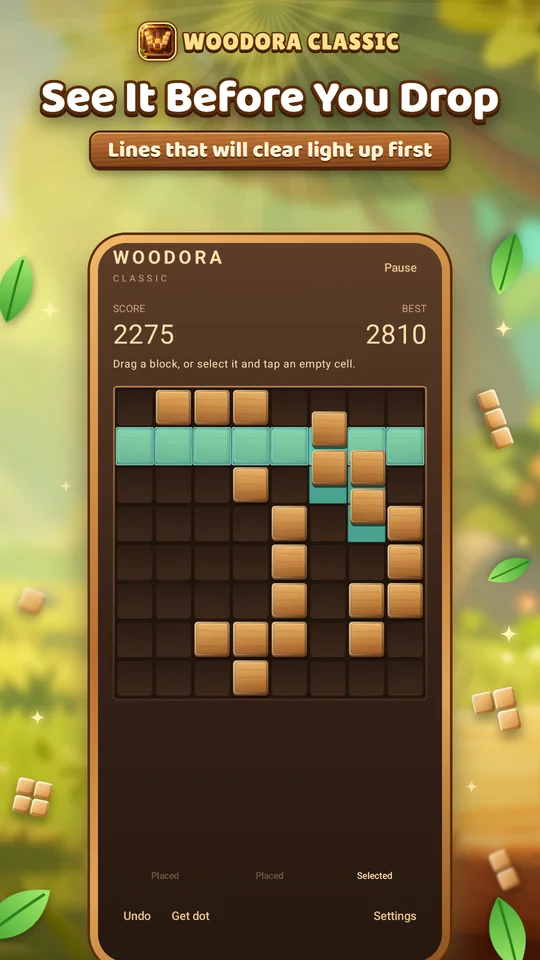 WOODORA CLASSIC
See It Before You Drop
Lines that will clear light up first
WOODORA
CLASSIC
Pause
SCORE
BEST
2275
2810
Drag a block, or select it and tap an empty cell.
Placed
Placed
Selected
Undo
Get dot
Settings